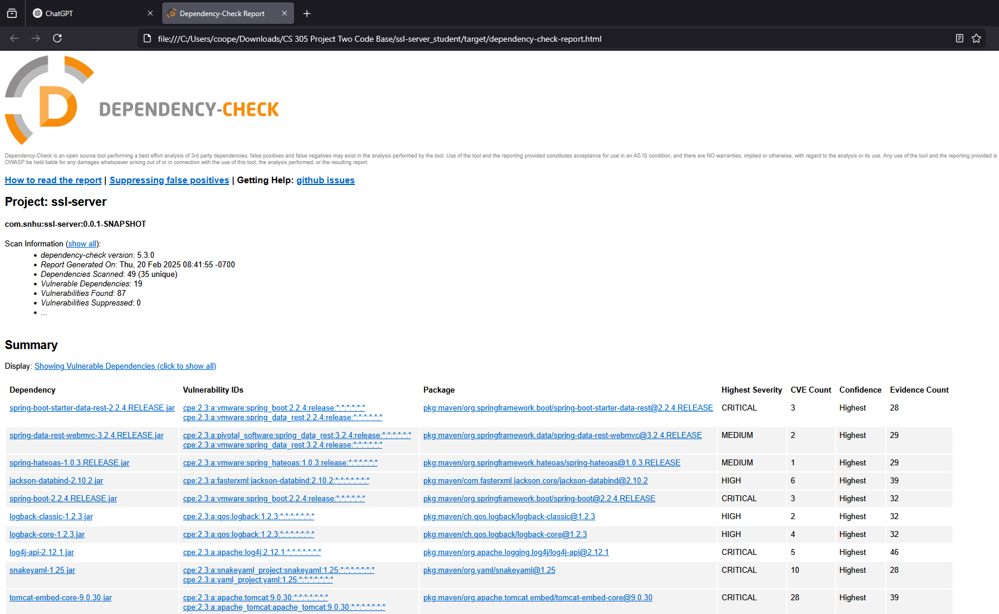 ChatGPT
Dependency-Check Report
file:///C:/Users/coope/Downloads/CS 305 Project Two Code Base/ssl-server_student/target/dependency-check-report.html
D
DEPENDENCY-CHECK
Dependency-Check is an open source tool performing a best effort analysis of 3rd party dependencies; false positives and false negatives may exist in the analysis performed by the tool. Use of the tool and the reporting provided constitutes acceptance for use in an AS IS condition, and there are NO warranties, implied or otherwise, with regard to the analysis or its use. Any use of the tool and the reporting provided is
OWASP be held liable for any damages whatsoever arising out of or in connection with the use of this tool, the analysis performed, or the resulting report.
How to read the report | Suppressing false positives | Getting Help: github issues
Project: ssl-server
com.snhu:ssl-server:0.0.1-SNAPSHOT
Scan Information (show all):
• dependency-check version: 5.3.0
• Report Generated On: Thu, 20 Feb 2025 08:41:55 -0700
• Dependencies Scanned: 49 (35 unique)
• Vulnerable Dependencies: 19
• Vulnerabilities Found: 87
• Vulnerabilities Suppressed: 0
• ...
Summary
Display: Showing Vulnerable Dependencies (click to show all)
Dependency Vulnerability IDs Package Highest Severity CVE Count Confidence Evidence Count
spring-boot-starter-data-rest-2.2.4.RELEASE.jar cpe:2.3:a:vmware:spring_boot:2.2.4:release:*:*:*:*:*:* pkg:maven/org.springframework.boot/spring-boot-starter-data-rest@2.2.4.RELEASE CRITICAL 3 Highest 28
cpe:2.3:a:vmware:spring_data_rest:2.2.4:release:*:*:*:*:*:*
spring-data-rest-webmvc-3.2.4.RELEASE.jar cpe:2.3:a:pivotal_software:spring_data_rest:3.2.4:release:*:*:*:*:*:* pkg:maven/org.springframework.data/spring-data-rest-webmvc@3.2.4.RELEASE MEDIUM 2 Highest 29
cpe:2.3:a:vmware:spring_data_rest:3.2.4:release:*:*:*:*:*:*
spring-hateoas-1.0.3.RELEASE.jar cpe:2.3:a:vmware:spring_hateoas:1.0.3:release:*:*:*:*:*:* pkg:maven/org.springframework.hateoas/spring-hateoas@1.0.3.RELEASE MEDIUM 1 Highest 29
jackson-databind-2.10.2.jar cpe:2.3:a:fasterxml:jackson-databind:2.10.2:*:*:*:*:*:*:* pkg:maven/com.fasterxml.jackson.core/jackson-databind@2.10.2 HIGH 6 Highest 39
spring-boot-2.2.4.RELEASE.jar cpe:2.3:a:vmware:spring_boot:2.2.4:release:*:*:*:*:*:* pkg:maven/org.springframework.boot/spring-boot@2.2.4.RELEASE CRITICAL 3 Highest 32
logback-classic-1.2.3.jar cpe:2.3:a:qos:logback:1.2.3:*:*:*:*:*:*:* pkg:maven/ch.qos.logback/logback-classic@1.2.3 HIGH 2 Highest 32
logback-core-1.2.3.jar cpe:2.3:a:qos:logback:1.2.3:*:*:*:*:*:*:* pkg:maven/ch.qos.logback/logback-core@1.2.3 HIGH 4 Highest 32
log4j-api-2.12.1.jar cpe:2.3:a:apache:log4j:2.12.1:*:*:*:*:*:*:* pkg:maven/org.apache.logging.log4j/log4j-api@2.12.1 CRITICAL 5 Highest 46
snakeyaml-1.25.jar cpe:2.3:a:snakeyaml_project:snakeyaml:1.25:*:*:*:*:*:*:* pkg:maven/org.yaml/snakeyaml@1.25 CRITICAL 10 Highest 28
cpe:2.3:a:yaml_project:yaml:1.25:*:*:*:*:*:*:*
tomcat-embed-core-9.0.30.jar cpe:2.3:a:apache:tomcat:9.0.30:*:*:*:*:*:*:* pkg:maven/org.apache.tomcat.embed/tomcat-embed-core@9.0.30 CRITICAL 28 Highest 39
cpe:2.3:a:apache_tomcat:apache_tomcat:9.0.30:*:*:*:*:*:*:*